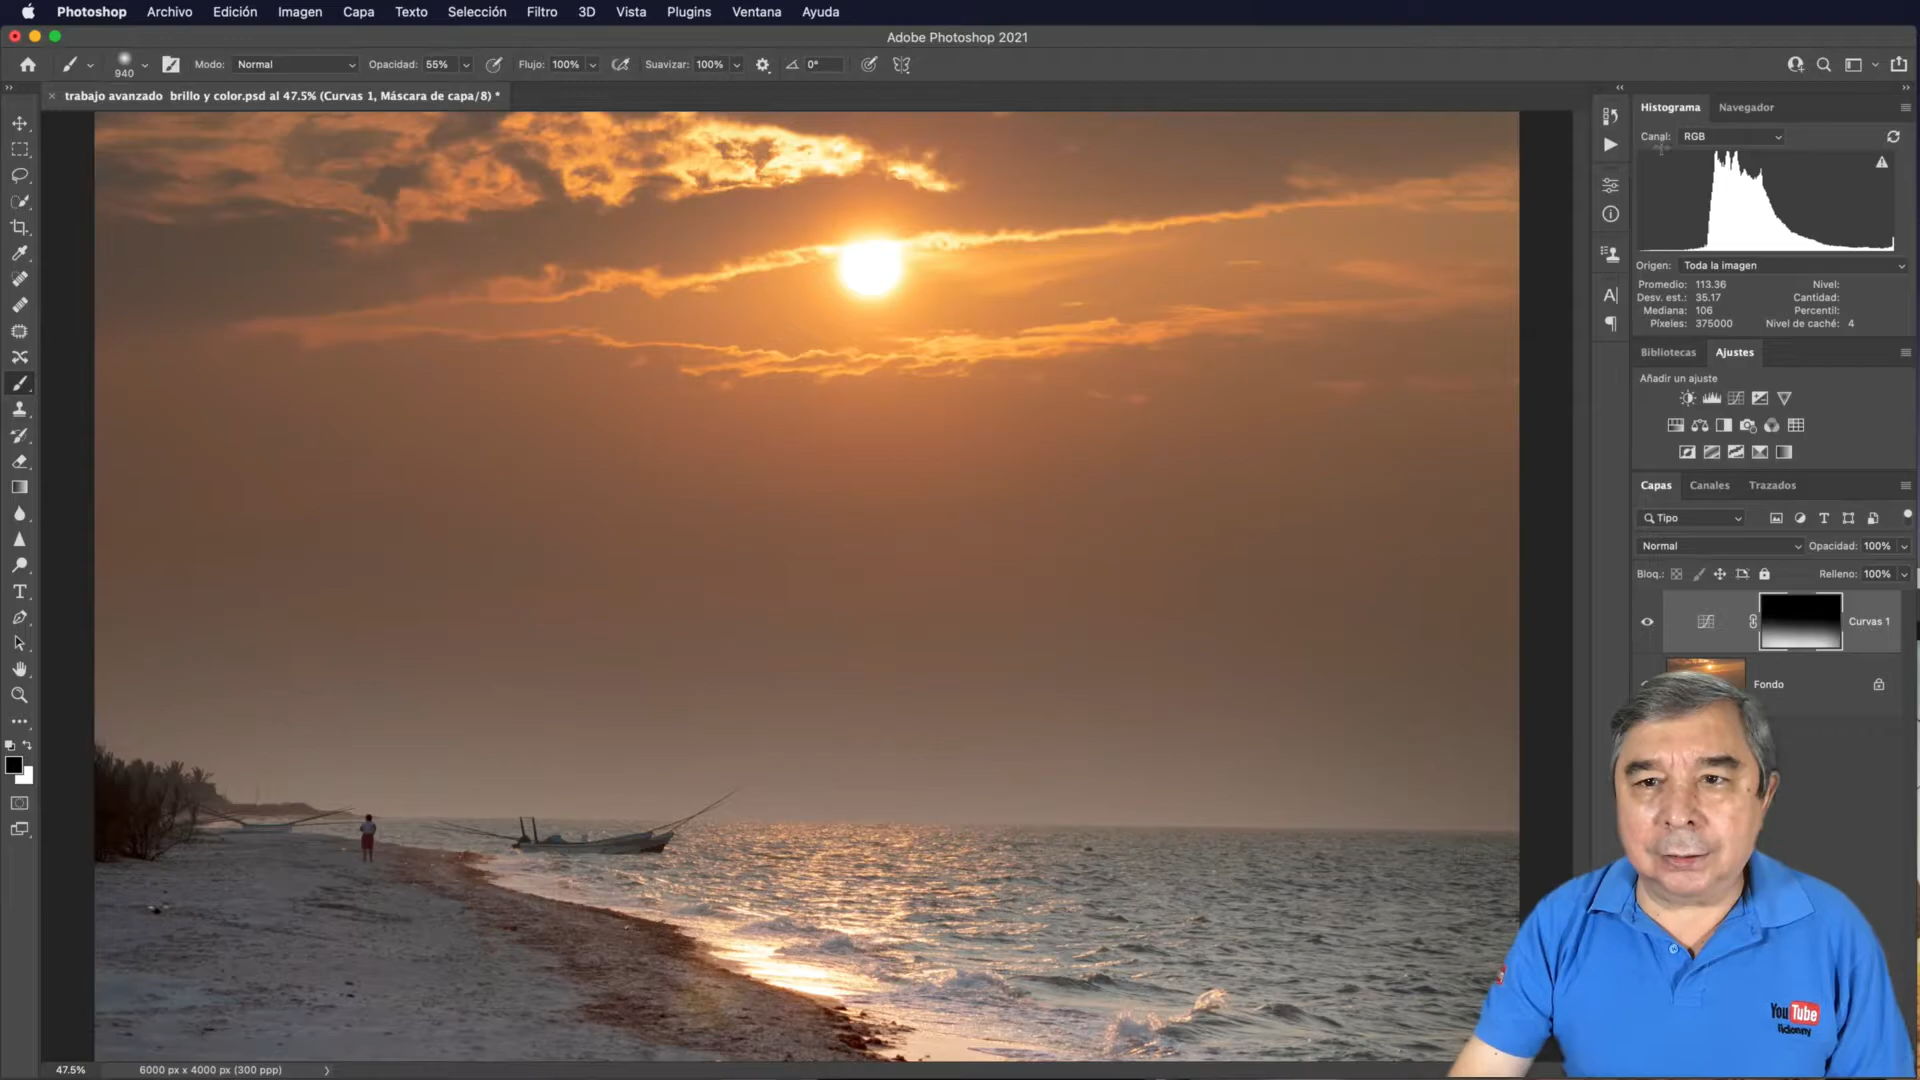 Photoshop Archivo Edición Imagen Capa Texto Selección Filtro 3D Vista Plugins Ventana Ayuda
Adobe Photoshop 2021
940 Modo: Normal Opacidad: 55% Flujo: 100% Suavizar: 100% 0°
trabajo avanzado brillo y color.psd al 47.5% (Curvas 1, Máscara de capa/8) *
Histograma Navegador
Canal: RGB
Origen: Toda la imagen
Promedio: 113.36 Nivel:
Desv. est.: 35.17 Cantidad:
Mediana: 106 Percentil:
Píxeles: 375000 Nivel de caché: 4
Bibliotecas Ajustes
Añadir un ajuste
Capas Canales Trazados
Tipo
Normal Opacidad: 100%
Bloq.: Relleno: 100%
Curvas 1
Fondo
YouTube
47.5% 6000 px x 4000 px (300 ppp)